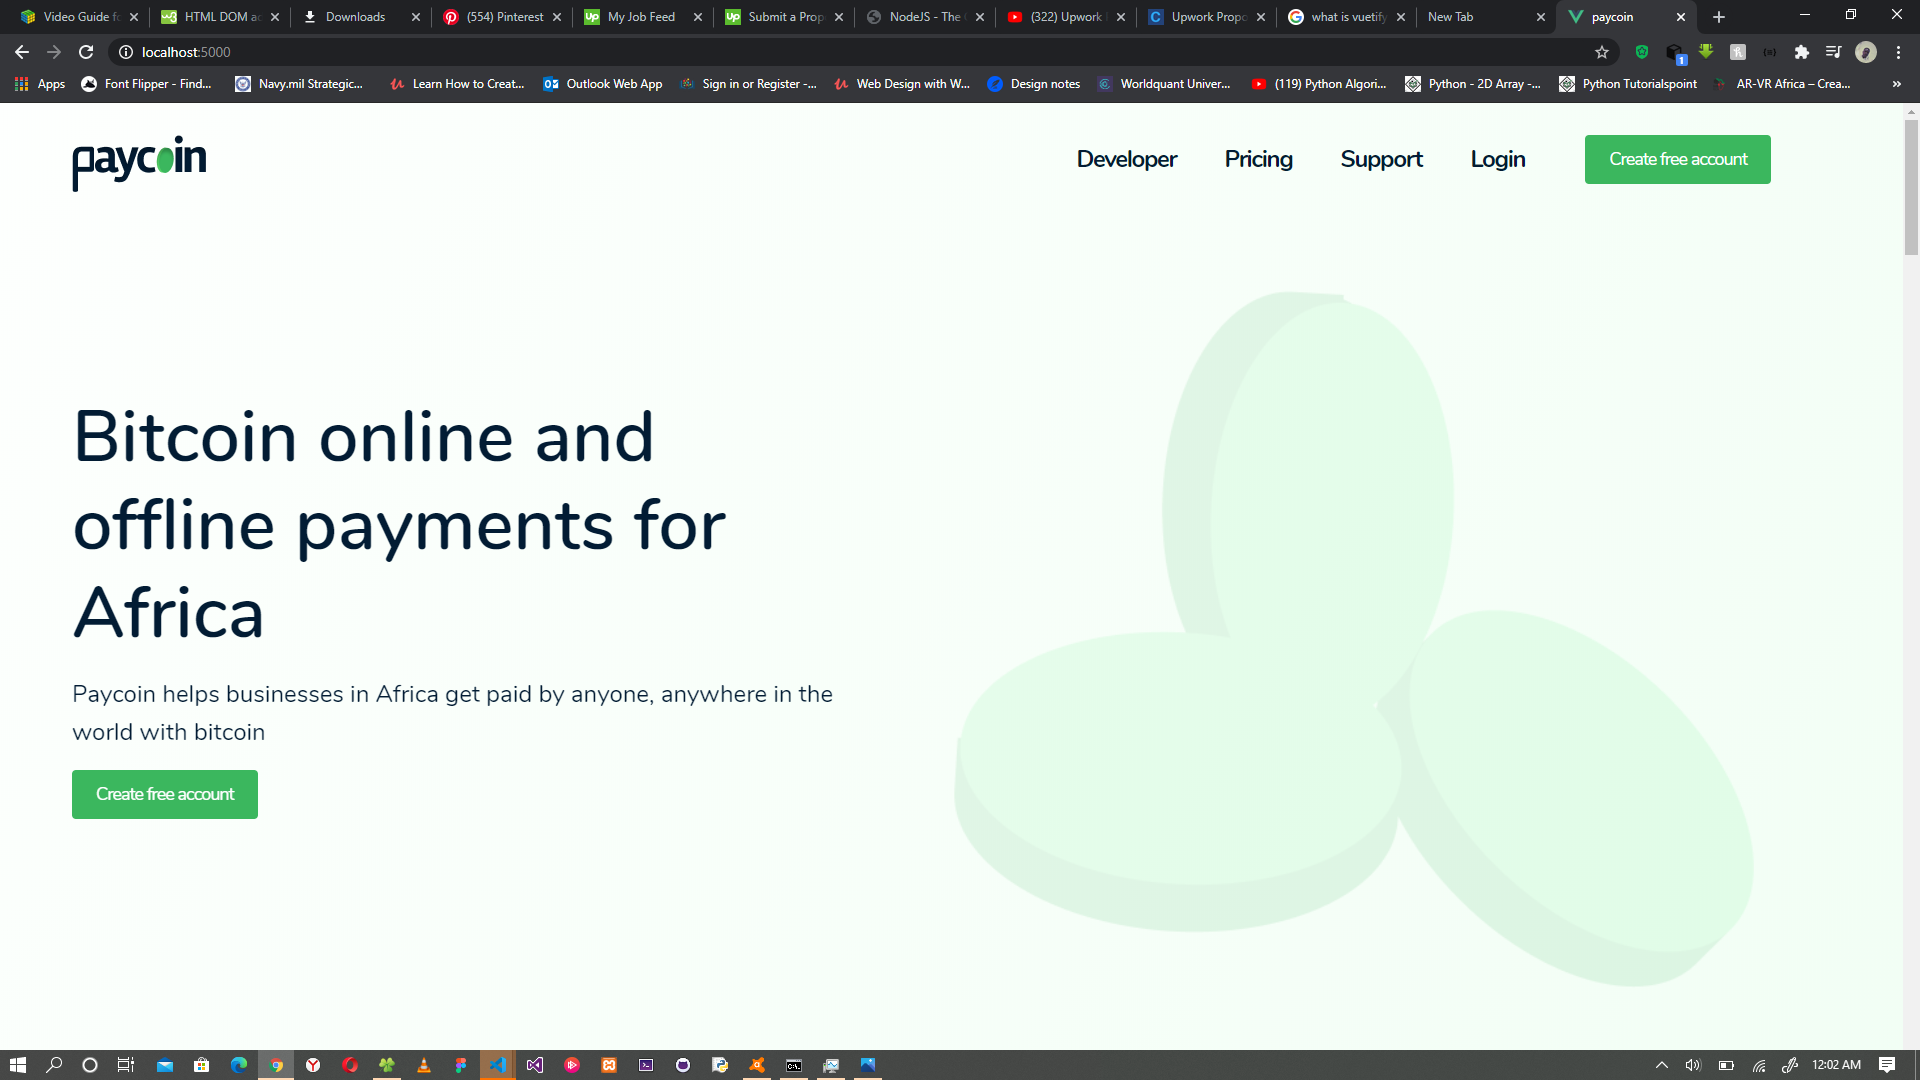 Video Guide fo
HTML DOM ac
Downloads
(554) Pinterest
My Job Feed
Submit a Prop
NodeJS - The
(322) Upwork
Upwork Propo
what is vuetify
New Tab
paycoin
localhost:5000
Apps
Font Flipper - Find...
Navy.mil Strategic...
Learn How to Creat...
Outlook Web App
Sign in or Register -...
Web Design with W...
Design notes
Worldquant Univer...
(119) Python Algori...
Python - 2D Array -...
Python Tutorialspoint
AR-VR Africa – Crea...
paycoin
Developer
Pricing
Support
Login
Create free account
Bitcoin online and
offline payments for
Africa
Paycoin helps businesses in Africa get paid by anyone, anywhere in the
world with bitcoin
Create free account
12:02 AM